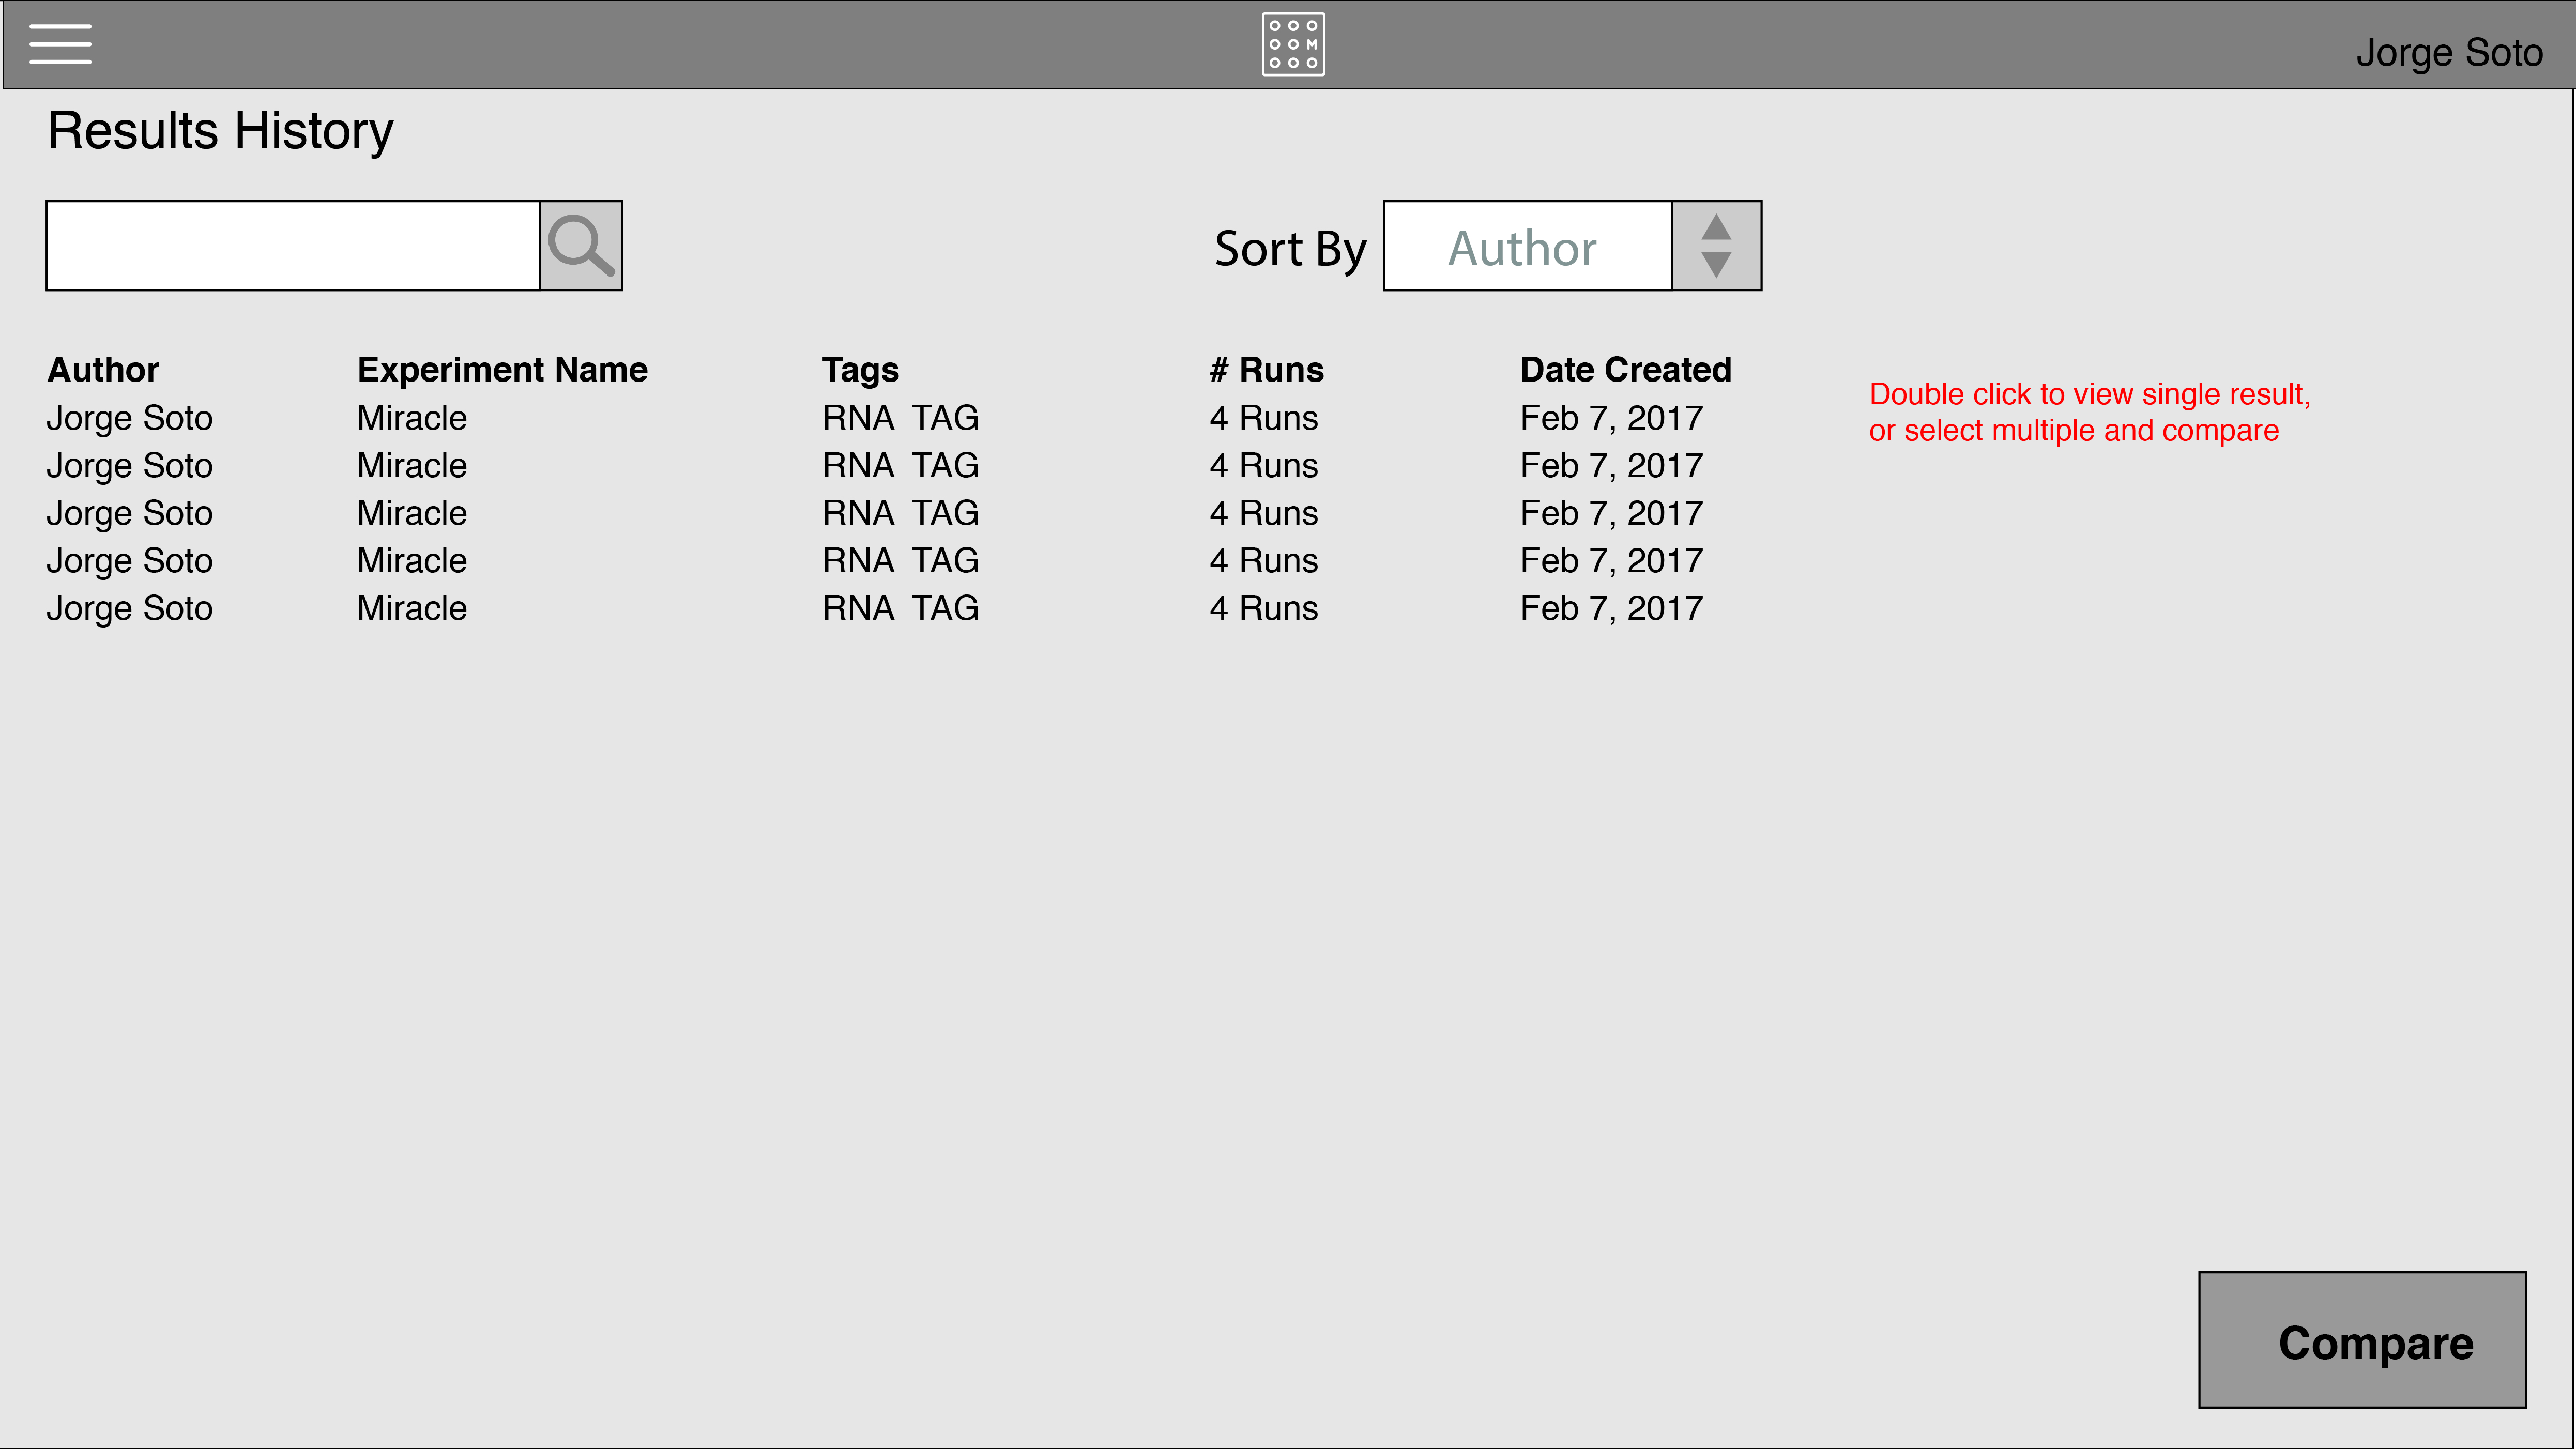 Jorge Soto
Results History
Sort By Author
Author Experiment Name Tags # Runs Date Created
Jorge Soto Miracle RNA TAG 4 Runs Feb 7, 2017
Jorge Soto Miracle RNA TAG 4 Runs Feb 7, 2017
Jorge Soto Miracle RNA TAG 4 Runs Feb 7, 2017
Jorge Soto Miracle RNA TAG 4 Runs Feb 7, 2017
Jorge Soto Miracle RNA TAG 4 Runs Feb 7, 2017
Double click to view single result,
or select multiple and compare
Compare